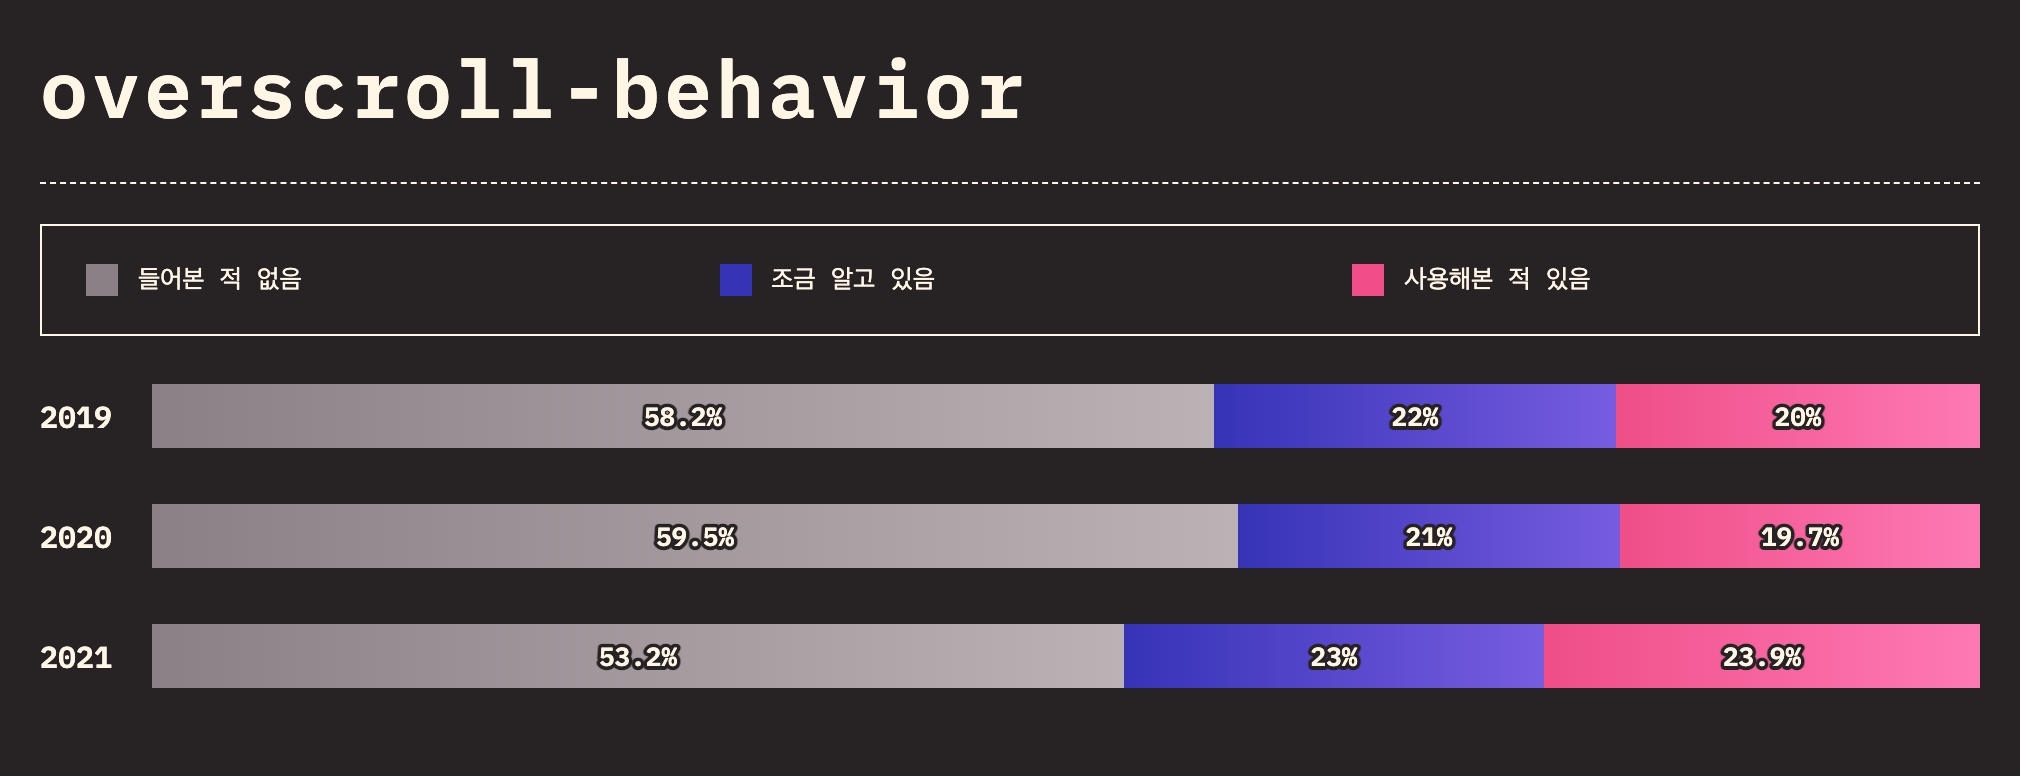 overscroll-behavior
들어본 적 없음 조금 알고 있음 사용해본 적 있음
2019 58.2% 22% 20%
2020 59.5% 21% 19.7%
2021 53.2% 23% 23.9%